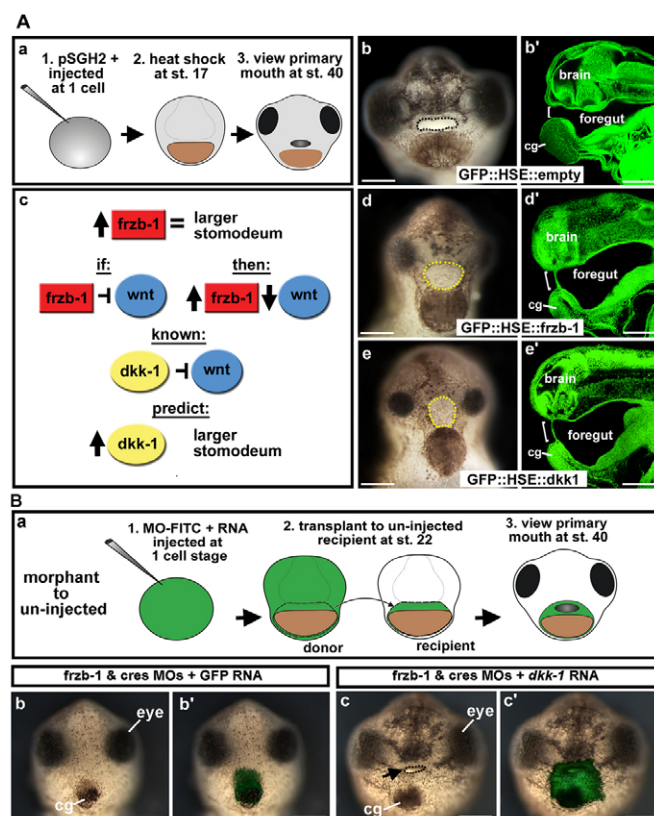 A
a
1. pSGH2 +
injected
at 1 cell
2. heat shock
at st. 17
3. view primary
mouth at st. 40
b
b'
brain
foregut
cg
GFP::HSE::empty
c
frzb-1
=
larger
stomodeum
if:
then:
frzb-1
wnt
frzb-1
wnt
known:
dkk-1
wnt
predict:
dkk-1
larger
stomodeum
d
d'
brain
foregut
cg
GFP::HSE::frzb-1
e
e'
brain
foregut
cg
GFP::HSE::dkk1
B
a
morphant
to
un-injected
1. MO-FITC + RNA
injected at
1 cell stage
2. transplant to un-injected
recipient at st. 22
3. view primary
mouth at st. 40
donor
recipient
frzb-1 & cres MOs + GFP RNA
frzb-1 & cres MOs + dkk-1 RNA
b
eye
cg
b'
c
eye
cg
c'